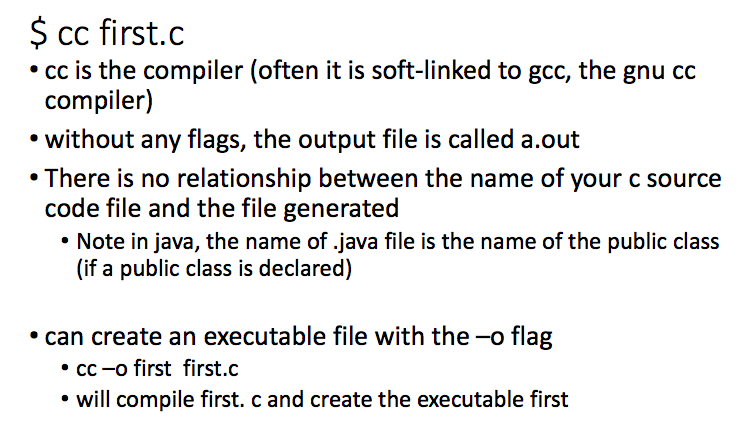 $ cc first.c
• cc is the compiler (often it is soft-linked to gcc, the gnu cc
compiler)
• without any flags, the output file is called a.out
• There is no relationship between the name of your c source
code file and the file generated
• Note in java, the name of .java file is the name of the public class
(if a public class is declared)
• can create an executable file with the –o flag
• cc –o first  first.c
• will compile first. c and create the executable first